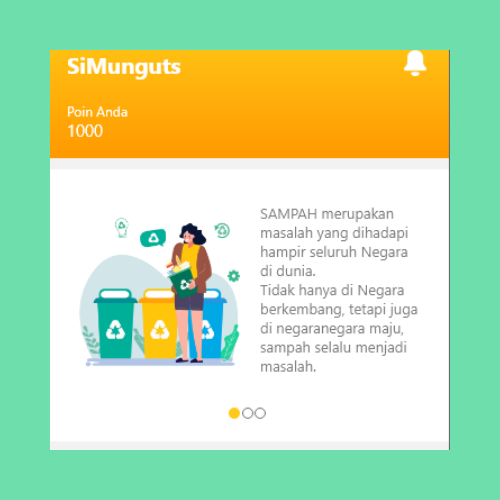 SiMunguts
Poin Anda
1000
SAMPAH merupakan
masalah yang dihadapi
hampir seluruh Negara
di dunia.
Tidak hanya di Negara
berkembang, tetapi juga
di negaranegara maju,
sampah selalu menjadi
masalah.